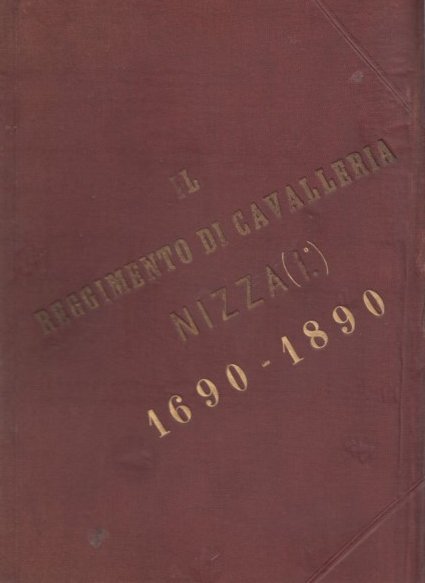 IL
REGGIMENTO DI CAVALLERIA
NIZZA (1.°)
1690-1890